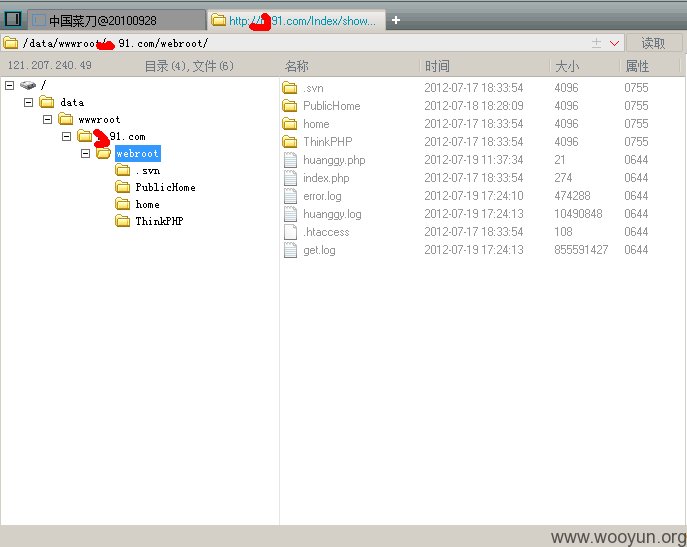 中国菜刀@20100928 http://91.com/Index/show... +
/data/wwwroot/ 91.com/webroot/ 读取
121.207.240.49 目录(4),文件(6) 名称 时间 大小 属性
/
data
wwwroot
91.com
webroot
.svn
PublicHome
home
ThinkPHP
.svn 2012-07-17 18:33:54 4096 0755
PublicHome 2012-07-18 18:28:09 4096 0755
home 2012-07-17 18:33:54 4096 0755
ThinkPHP 2012-07-17 18:33:54 4096 0755
huanggy.php 2012-07-19 11:37:34 21 0644
index.php 2012-07-17 18:33:54 274 0644
error.log 2012-07-19 17:24:10 474288 0644
huanggy.log 2012-07-19 17:24:13 10490848 0644
.htaccess 2012-07-17 18:33:54 108 0644
get.log 2012-07-19 17:24:13 855591427 0644
www.wooyun.org